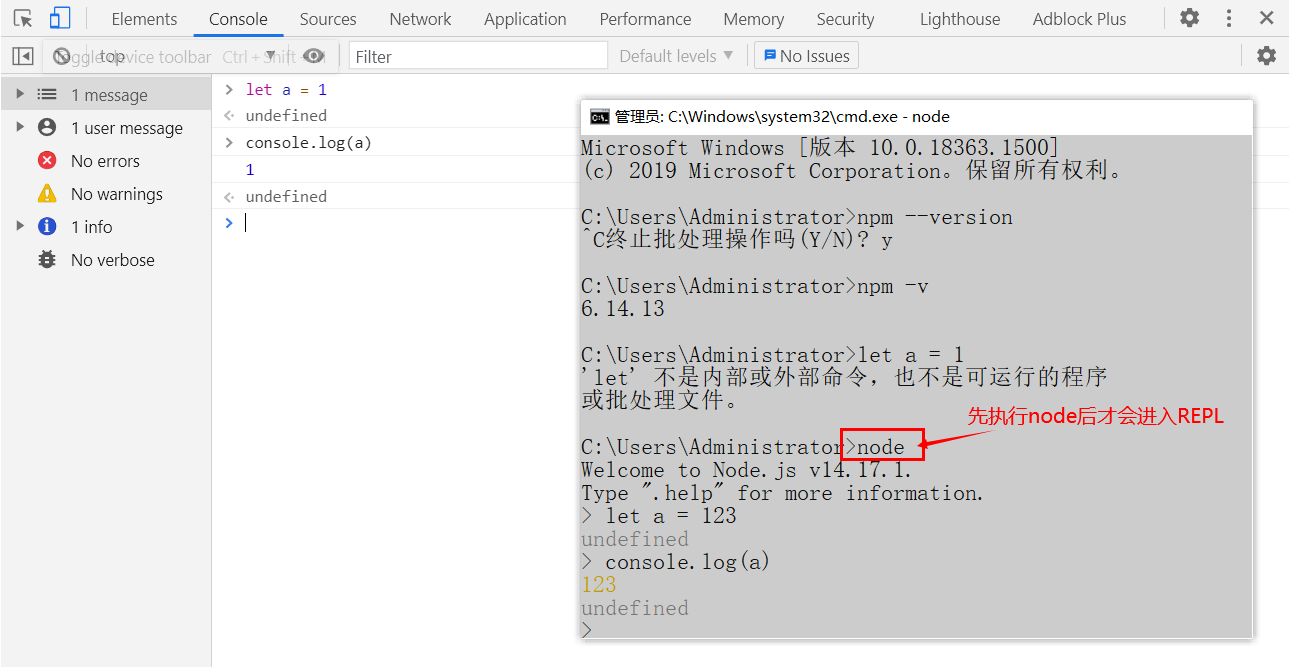 Elements Console Sources Network Application Performance Memory Security Lighthouse Adblock Plus
Toggle device toolbar Ctrl + Shift
top
Filter
Default levels ▼
No Issues
1 message
1 user message
No errors
No warnings
1 info
No verbose
> let a = 1
undefined
> console.log(a)
1
undefined
>
管理员: C:\Windows\system32\cmd.exe - node
Microsoft Windows [版本 10.0.18363.1500]
(c) 2019 Microsoft Corporation。保留所有权利。
C:\Users\Administrator>npm --version
^C终止批处理操作吗(Y/N)? y
C:\Users\Administrator>npm -v
6.14.13
C:\Users\Administrator>let a = 1
'let' 不是内部或外部命令，也不是可运行的程序
或批处理文件。
先执行node后才会进入REPL
C:\Users\Administrator>node
Welcome to Node.js v14.17.1.
Type ".help" for more information.
> let a = 123
undefined
> console.log(a)
123
undefined
>